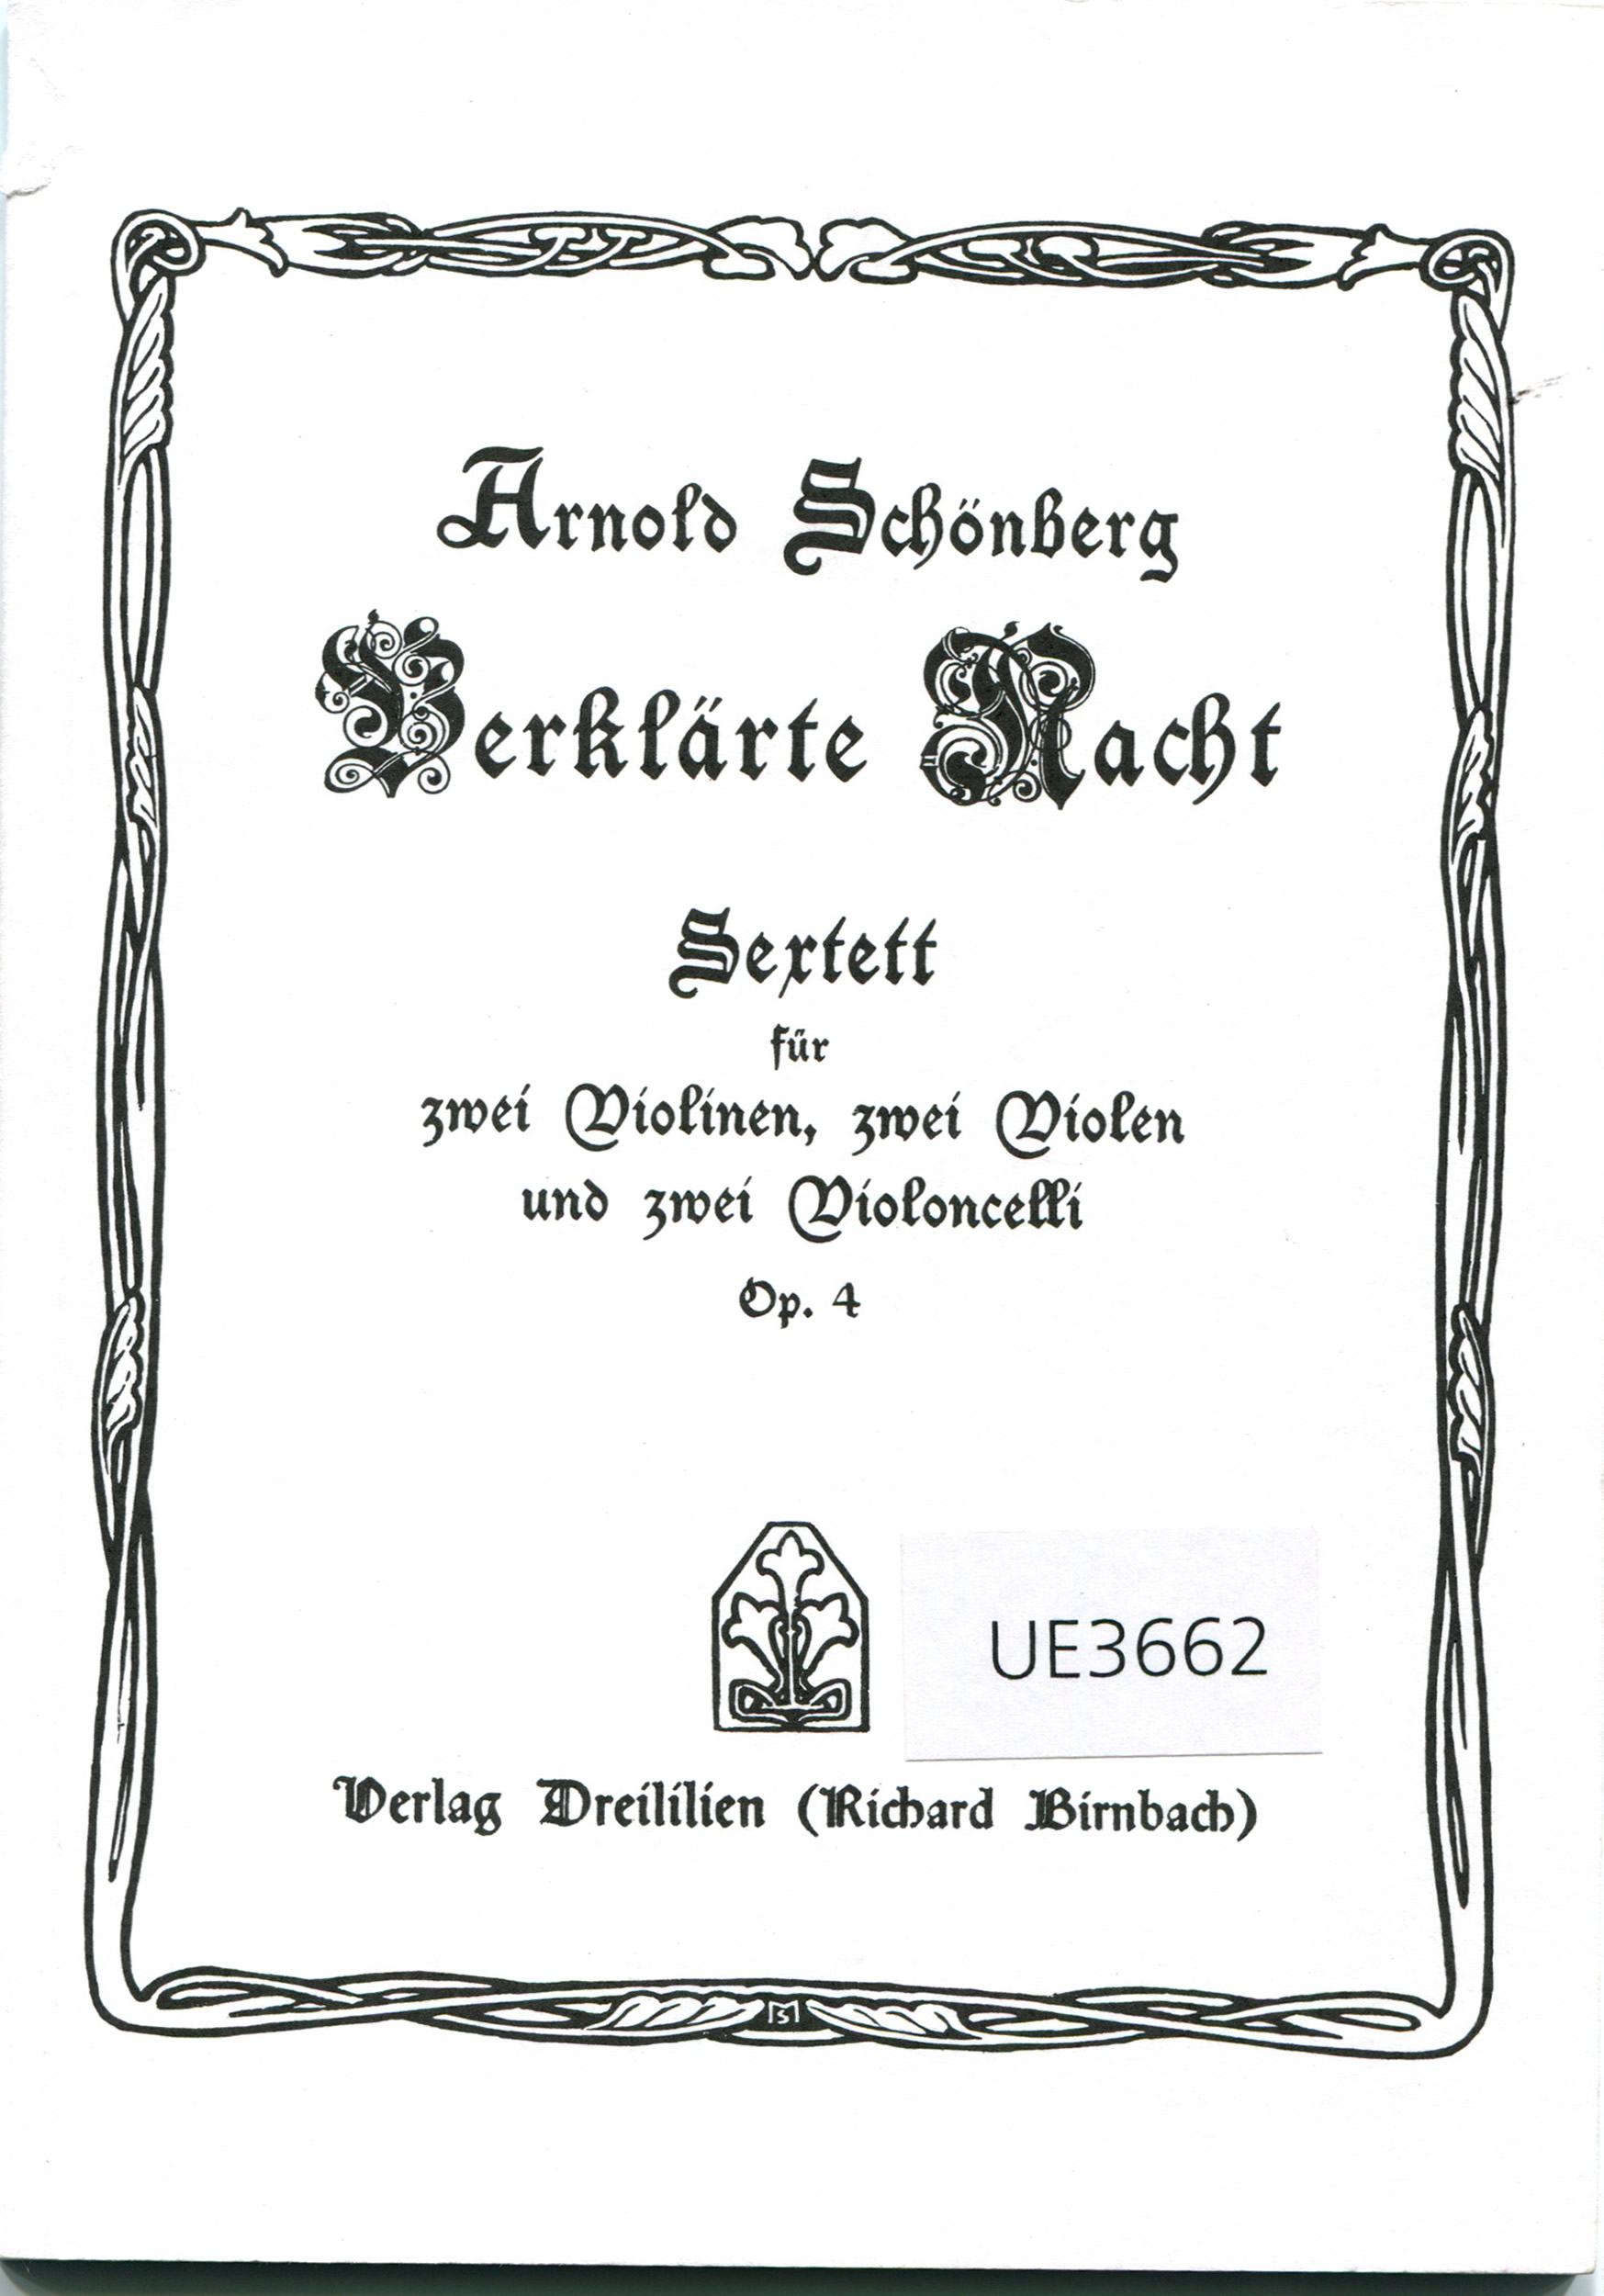 Arnold Schönberg
Verklärte Nacht
Sextett
für
zwei Violinen, zwei Violen
und zwei Violoncelli
Op. 4
UE3662
Verlag Dreililien (Richard Birnbach)